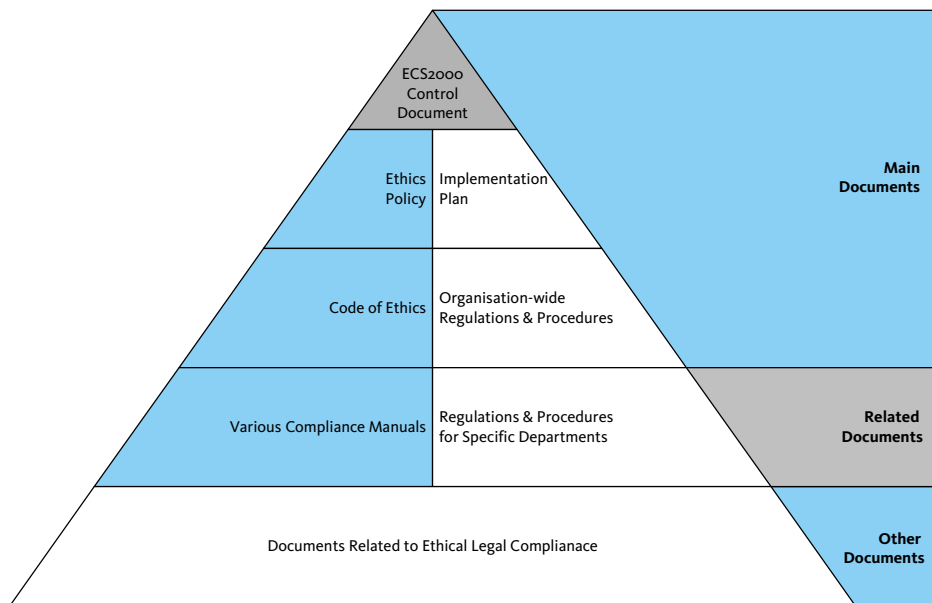 ECS2000
Control
Document
Ethics
Policy
Implementation
Plan
Main
Documents
Code of Ethics
Organisation-wide
Regulations & Procedures
Various Compliance Manuals
Regulations & Procedures
for Specific Departments
Related
Documents
Documents Related to Ethical Legal Complianace
Other
Documents